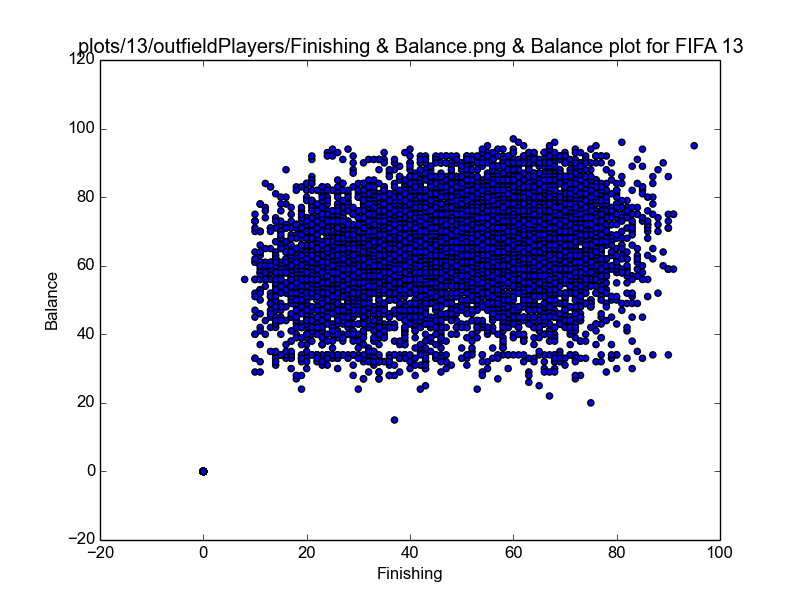 plots/13/outfieldPlayers/Finishing & Balance.png & Balance plot for FIFA 13
120
100
80
60
40
20
0
−20
Balance
−20 0 20 40 60 80 100
Finishing